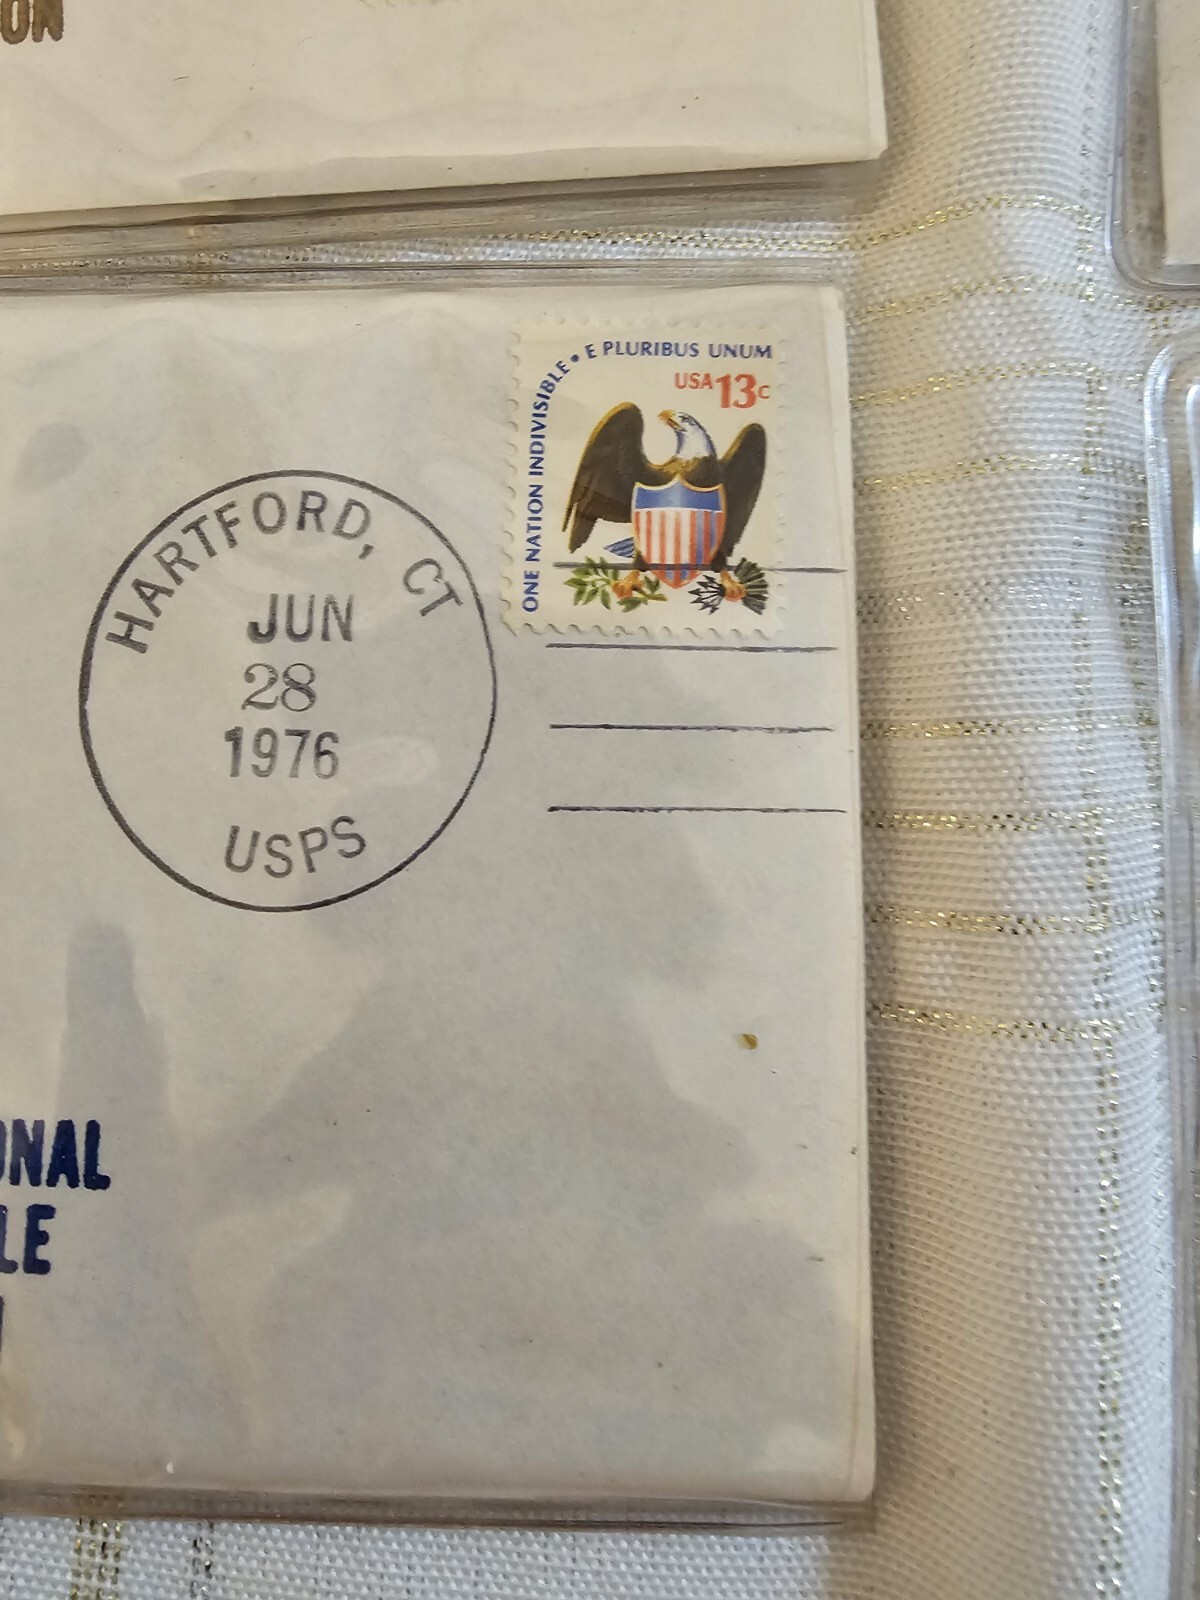 ON
ONE NATION INDIVISIBLE • E PLURIBUS UNUM
USA 13c
HARTFORD, CT
JUN
28
1976
USPS
ONAL
LE